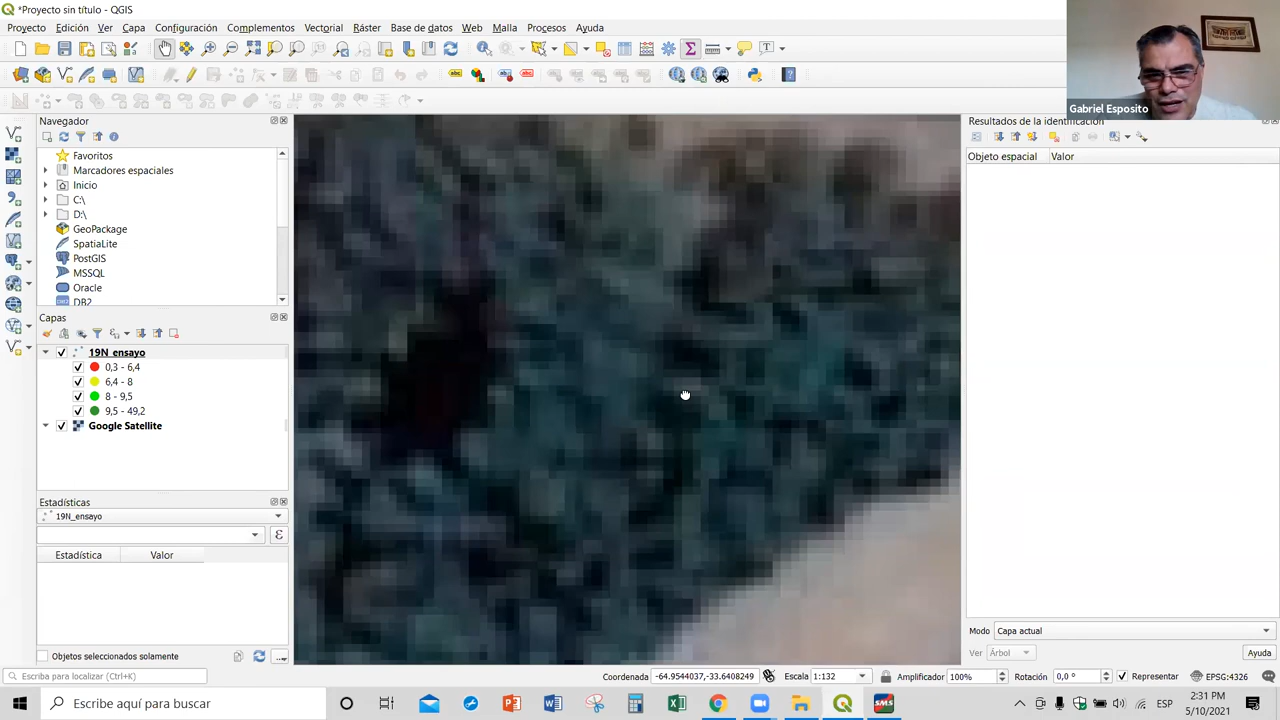 *Proyecto sin título - QGIS
Proyecto Edición Ver Capa Configuración Complementos Vectorial Ráster Base de datos Web Malla Procesos Ayuda
Gabriel Esposito
Navegador
Favoritos
Marcadores espaciales
Inicio
C:\
D:\
GeoPackage
SpatiaLite
PostGIS
MSSQL
Oracle
DB2
Capas
19N_ensayo
0,3 - 6,4
6,4 - 8
8 - 9,5
9,5 - 49,2
Google Satellite
Estadísticas
19N_ensayo
Estadística Valor
Objetos seleccionados solamente
Resultados de la identificación
Objeto espacial Valor
Modo Capa actual
Ver Árbol Ayuda
Escriba para localizar (Ctrl+K) Coordenada -64.9544037,-33.6408249 Escala 1:132 Amplificador 100% Rotación 0,0 ° Representar EPSG:4326
Escribe aquí para buscar
SMS
ESP
2:31 PM
5/10/2021